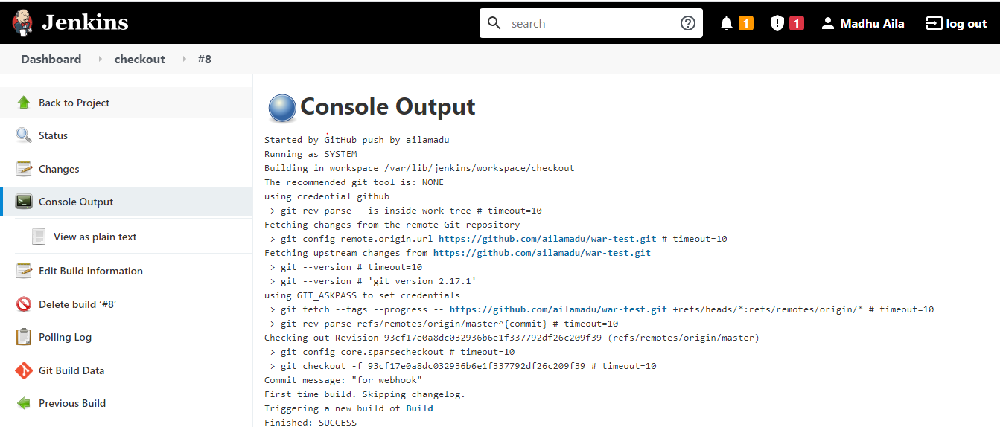 Jenkins
search
1
1
Madhu Aila
log out
Dashboard
checkout
#8
Back to Project
Status
Changes
Console Output
View as plain text
Edit Build Information
Delete build ‘#8’
Polling Log
Git Build Data
Previous Build
Console Output
Started by GitHub push by ailamadu
Running as SYSTEM
Building in workspace /var/lib/jenkins/workspace/checkout
The recommended git tool is: NONE
using credential github
> git rev-parse --is-inside-work-tree # timeout=10
Fetching changes from the remote Git repository
> git config remote.origin.url https://github.com/ailamadu/war-test.git # timeout=10
Fetching upstream changes from https://github.com/ailamadu/war-test.git
> git --version # timeout=10
> git --version # 'git version 2.17.1'
using GIT_ASKPASS to set credentials
> git fetch --tags --progress -- https://github.com/ailamadu/war-test.git +refs/heads/*:refs/remotes/origin/* # timeout=10
> git rev-parse refs/remotes/origin/master^{commit} # timeout=10
Checking out Revision 93cf17e0a8dc032936b6e1f337792df26c209f39 (refs/remotes/origin/master)
> git config core.sparsecheckout # timeout=10
> git checkout -f 93cf17e0a8dc032936b6e1f337792df26c209f39 # timeout=10
Commit message: "for webhook"
First time build. Skipping changelog.
Triggering a new build of Build
Finished: SUCCESS